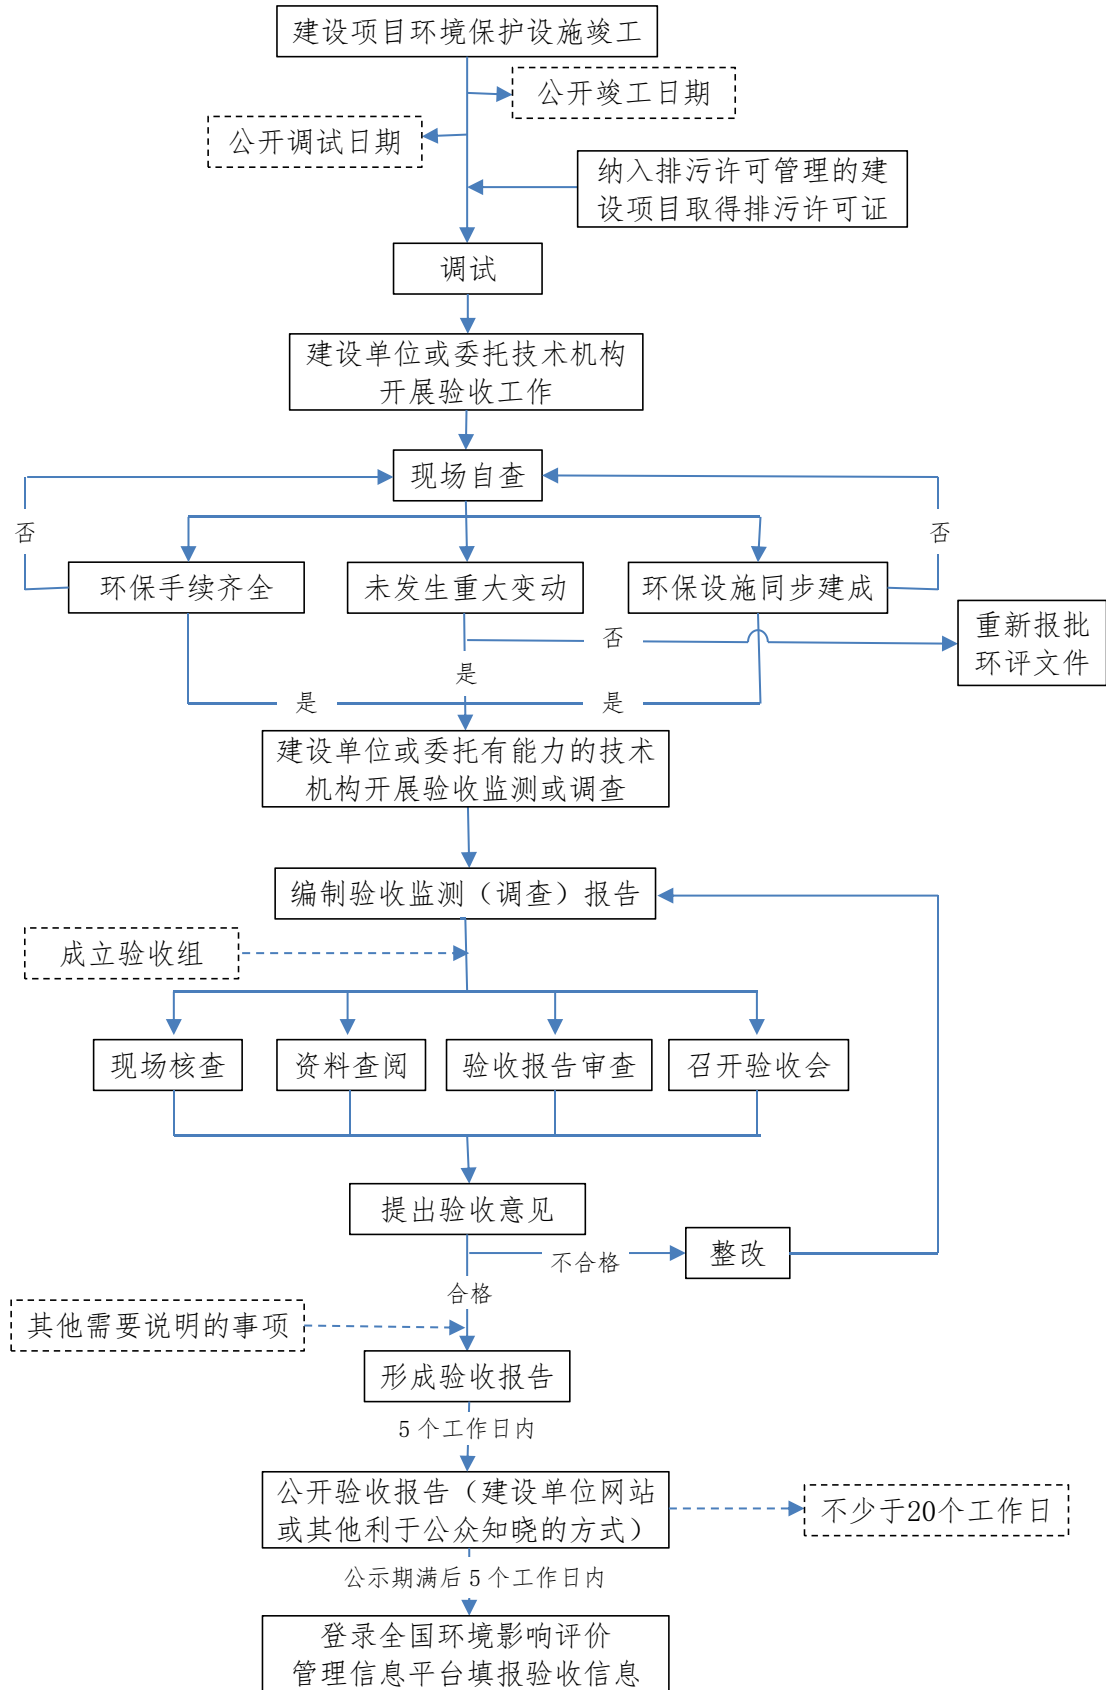 建设项目环境保护设施竣工
公开竣工日期
公开调试日期
纳入排污许可管理的建
设项目取得排污许可证
调试
建设单位或委托技术机构
开展验收工作
现场自查
否
否
环保手续齐全
未发生重大变动
环保设施同步建成
否
重新报批
环评文件
是
是
是
建设单位或委托有能力的技术
机构开展验收监测或调查
编制验收监测（调查）报告
成立验收组
现场核查
资料查阅
验收报告审查
召开验收会
提出验收意见
不合格
整改
合格
其他需要说明的事项
形成验收报告
5个工作日内
公开验收报告（建设单位网站
或其他利于公众知晓的方式）
不少于20个工作日
公示期满后5个工作日内
登录全国环境影响评价
管理信息平台填报验收信息